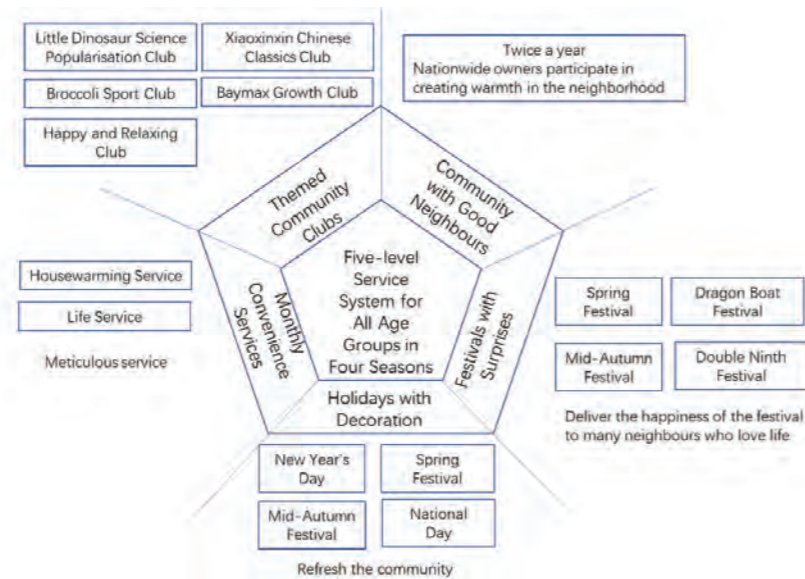 Little Dinosaur Science
Popularisation Club
Xiaoxinxin Chinese
Classics Club
Broccoli Sport Club
Baymax Growth Club
Happy and Relaxing
Club
Twice a year
Nationwide owners participate in
creating warmth in the neighborhood
Themed
Community
Clubs
Community
with Good
Neighbours
Housewarming Service
Life Service
Meticulous service
Monthly
Convenience
Services
Five-level
Service
System for
All Age
Groups in
Four Seasons
Festivals with
Surprises
Spring
Festival
Dragon Boat
Festival
Mid-Autumn
Festival
Double Ninth
Festival
Deliver the happiness of the festival
to many neighbours who love life
Holidays with
Decoration
New Year's
Day
Spring
Festival
Mid-Autumn
Festival
National
Day
Refresh the community